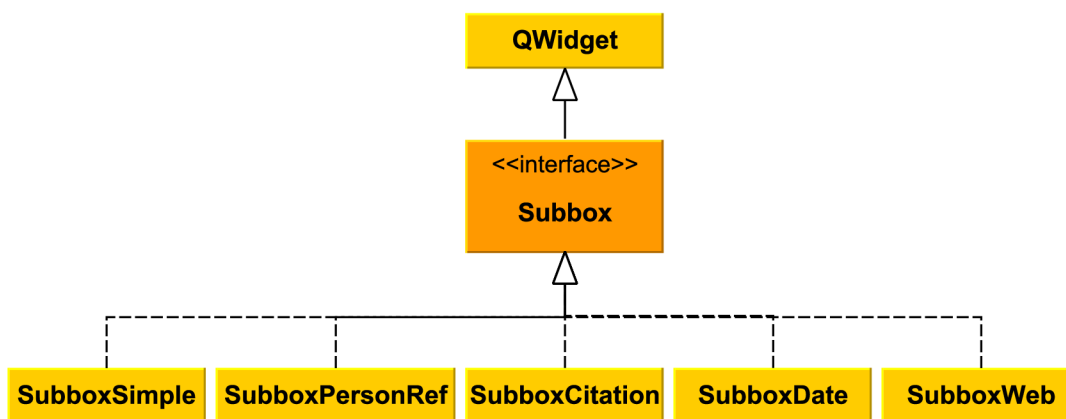 QWidget
<<interface>>
Subbox
SubboxSimple
SubboxPersonRef
SubboxCitation
SubboxDate
SubboxWeb